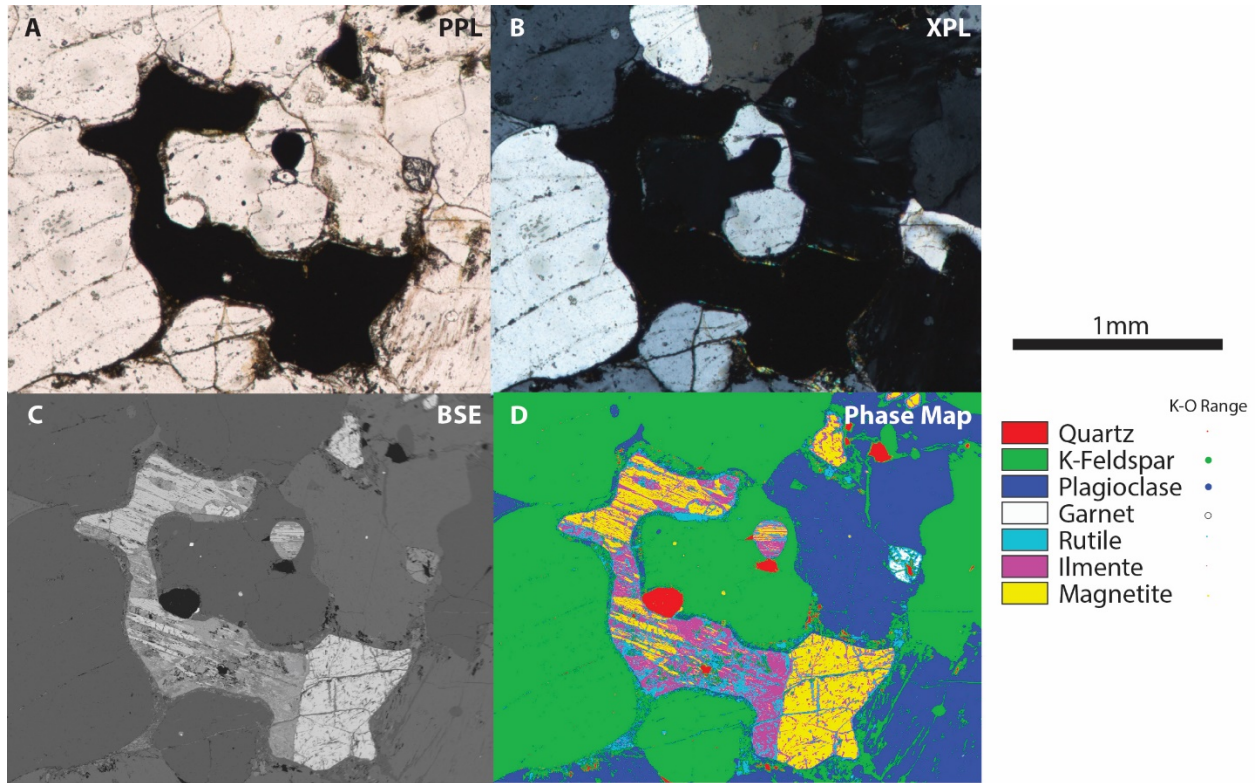 A PPL
B XPL
1mm
C BSE
D Phase Map
K-O Range
Quartz
K-Feldspar
Plagioclase
Garnet
Rutile
Ilmente
Magnetite